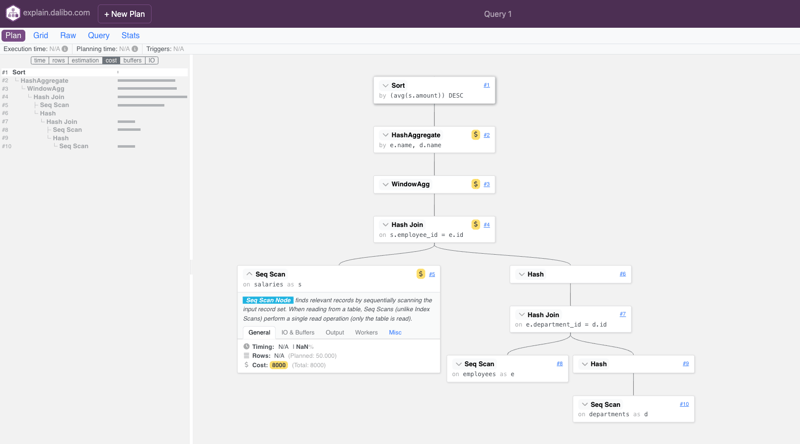 explain.dalibo.com
+ New Plan
Query 1
Plan Grid Raw Query Stats
Execution time: N/A Planning time: N/A Triggers: N/A
time rows estimation cost buffers IO
#1 Sort
#2 HashAggregate
#3 WindowAgg
#4 Hash Join
#5 Seq Scan
#6 Hash
#7 Hash Join
#8 Seq Scan
#9 Hash
#10 Seq Scan
Sort #1
by (avg(s.amount)) DESC
HashAggregate $ #2
by e.name, d.name
WindowAgg $ #3
Hash Join $ #4
on s.employee_id = e.id
Seq Scan $ #5
on salaries as s
Seq Scan Node finds relevant records by sequentially scanning the
input record set. When reading from a table, Seq Scans (unlike Index
Scans) perform a single read operation (only the table is read).
General IO & Buffers Output Workers Misc
Timing: N/A | NaN%
Rows: N/A (Planned: 50.000)
$ Cost: 8000 (Total: 8000)
Hash #6
Hash Join #7
on e.department_id = d.id
Seq Scan #8
on employees as e
Hash #9
Seq Scan #10
on departments as d